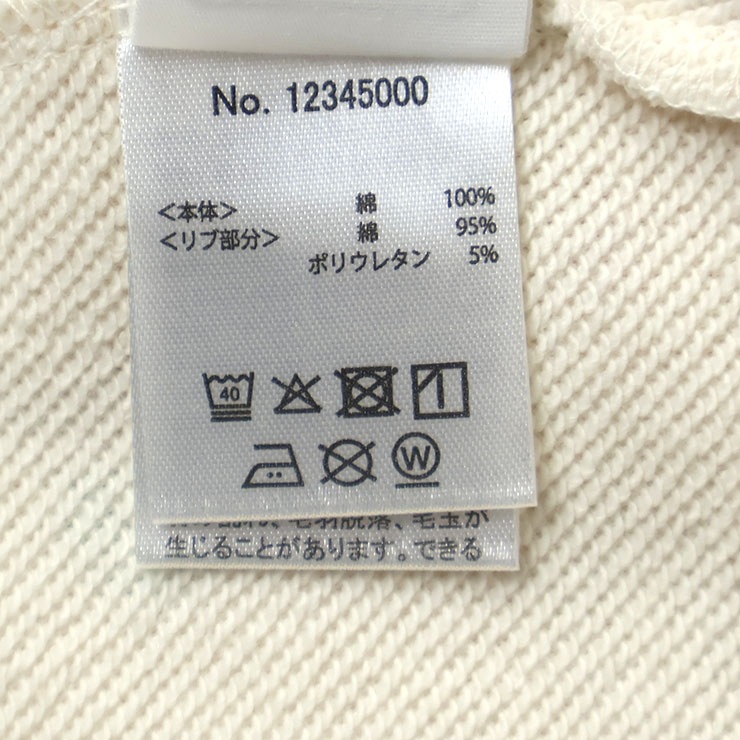 No. 12345000
＜本体＞ 綿 100%
＜リブ部分＞ 綿 95%
ポリウレタン 5%
40
W
、毛羽脱落、毛玉が
生じることがあります。できる